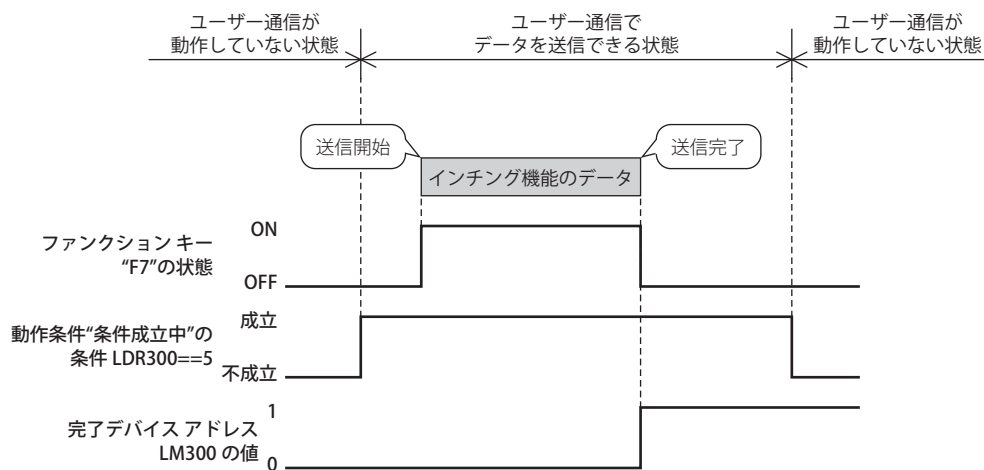 ユーザー通信が
動作していない状態
ユーザー通信で
データを送信できる状態
ユーザー通信が
動作していない状態
送信開始
送信完了
インチング機能のデータ
ファンクション キー
“F7”の状態
ON
OFF
動作条件“条件成立中”の
条件 LDR300==5
成立
不成立
完了デバイス アドレス
LM300 の値
1
0